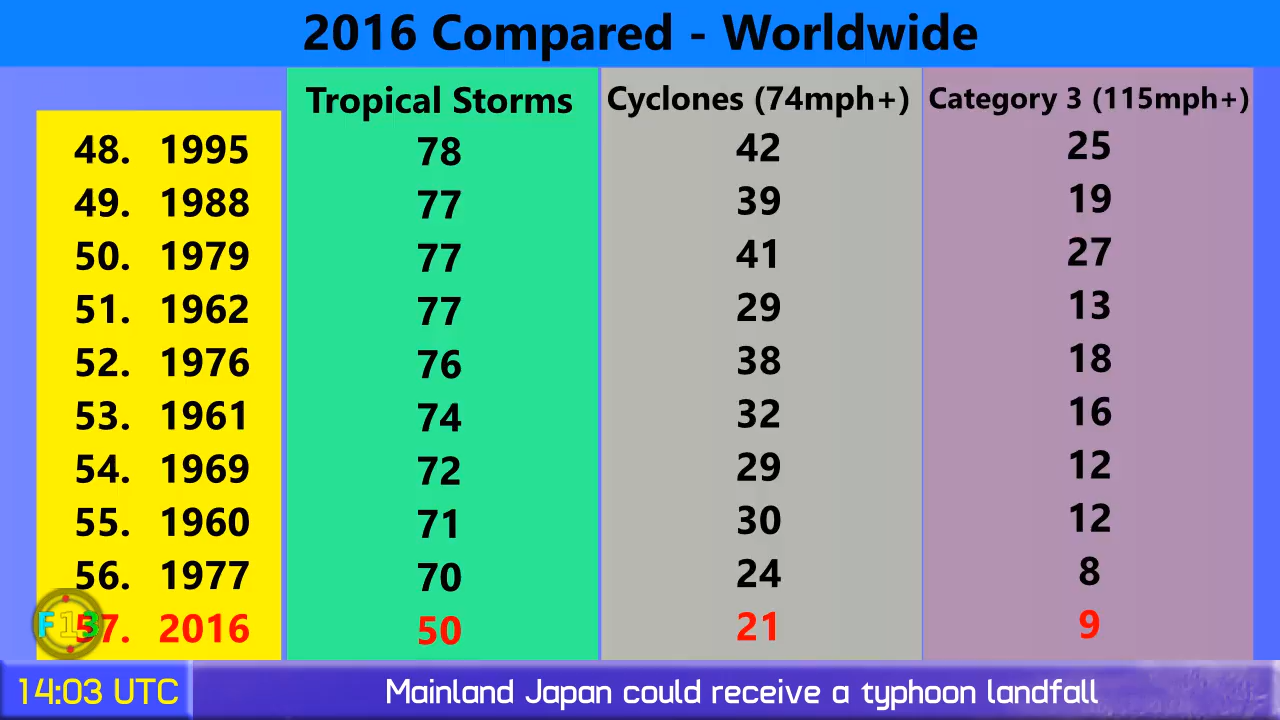 2016 Compared - Worldwide
Tropical Storms Cyclones (74mph+) Category 3 (115mph+)
48. 1995 78 42 25
49. 1988 77 39 19
50. 1979 77 41 27
51. 1962 77 29 13
52. 1976 76 38 18
53. 1961 74 32 16
54. 1969 72 29 12
55. 1960 71 30 12
56. 1977 70 24 8
57. 2016 50 21 9
F13
14:03 UTC Mainland Japan could receive a typhoon landfall